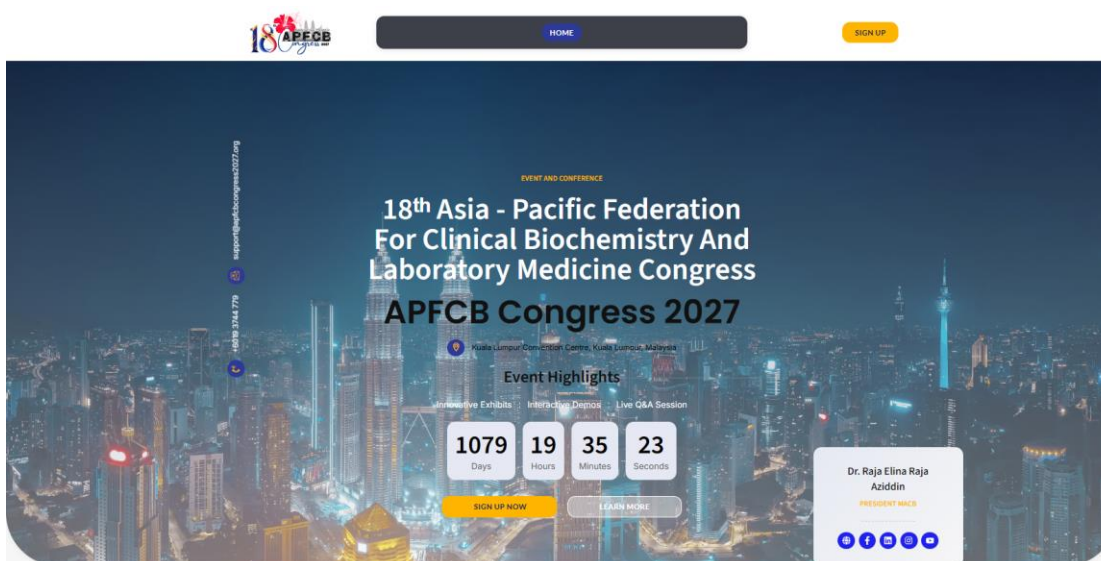 18 APFCB
Congress 2027
HOME
SIGN UP
support@apfcbcongress2027.org
+6019 3744 779
EVENT AND CONFERENCE
18th Asia - Pacific Federation
For Clinical Biochemistry And
Laboratory Medicine Congress
APFCB Congress 2027
Kuala Lumpur Convention Centre, Kuala Lumour, Malaysia
Event Highlights
Innovative Exhibits : Interactive Demos : Live Q&A Session
1079 19 35 23
Days Hours Minutes Seconds
SIGN UP NOW LEARN MORE
Dr. Raja Elina Raja
Aziddin
PRESIDENT MACB